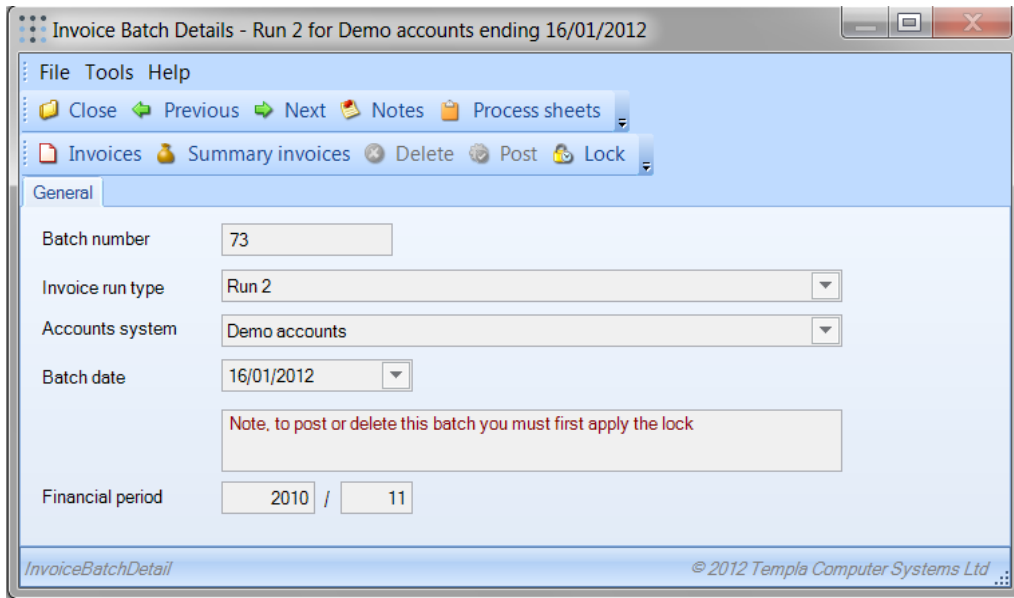 Invoice Batch Details - Run 2 for Demo accounts ending 16/01/2012
File Tools Help
Close Previous Next Notes Process sheets
Invoices Summary invoices Delete Post Lock
General
Batch number 73
Invoice run type Run 2
Accounts system Demo accounts
Batch date 16/01/2012
Note, to post or delete this batch you must first apply the lock
Financial period 2010 / 11
InvoiceBatchDetail © 2012 Templa Computer Systems Ltd